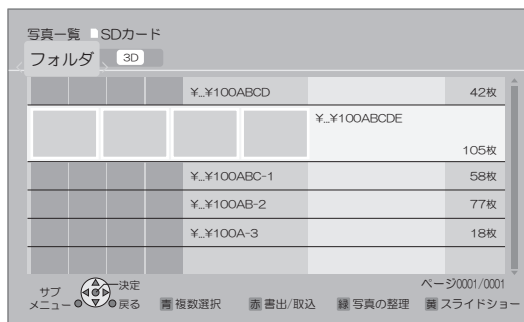 写真一覧 SDカード
フォルダ 3D
¥...¥100ABCD 42枚
¥...¥100ABCDE
105枚
¥...¥100ABC-1 58枚
¥...¥100AB-2 77枚
¥...¥100A-3 18枚
ページ0001/0001
サブ
メニュー
決定
戻る
青 複数選択 赤 書出/取込 緑 写真の整理 黄 スライドショー